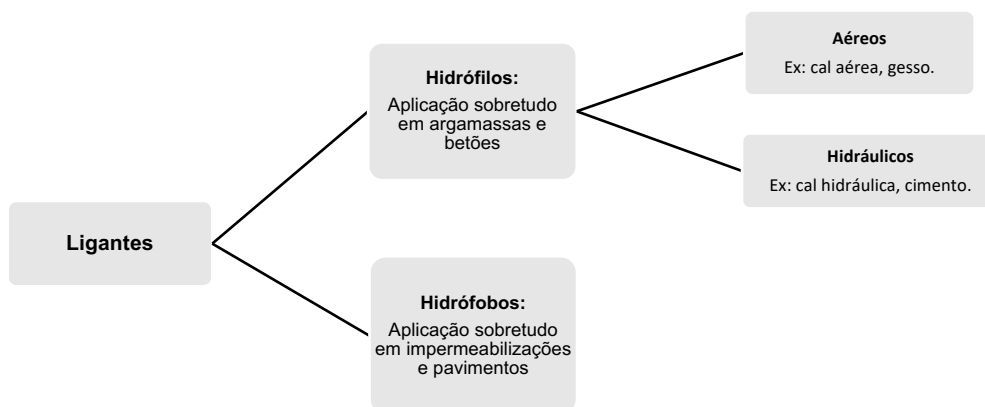 Ligantes
Hidrófilos:
Aplicação sobretudo
em argamassas e
betões
Aéreos
Ex: cal aérea, gesso.
Hidráulicos
Ex: cal hidráulica, cimento.
Hidrófobos:
Aplicação sobretudo
em impermeabilizações
e pavimentos